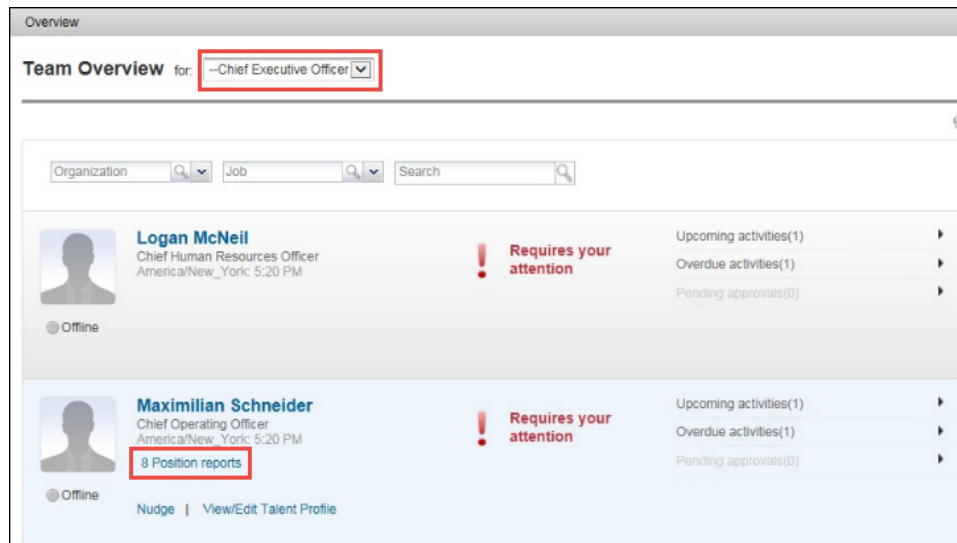 Overview
Team Overview for: --Chief Executive Officer
Organization Job Search
Logan McNeil
Chief Human Resources Officer
America/New_York: 5:20 PM
Offline
Requires your
attention
Upcoming activities(1)
Overdue activities(1)
Pending approvals(0)
Maximilian Schneider
Chief Operating Officer
America/New_York: 5:20 PM
8 Position reports
Offline
Nudge | View/Edit Talent Profile
Requires your
attention
Upcoming activities(1)
Overdue activities(1)
Pending approvals(0)